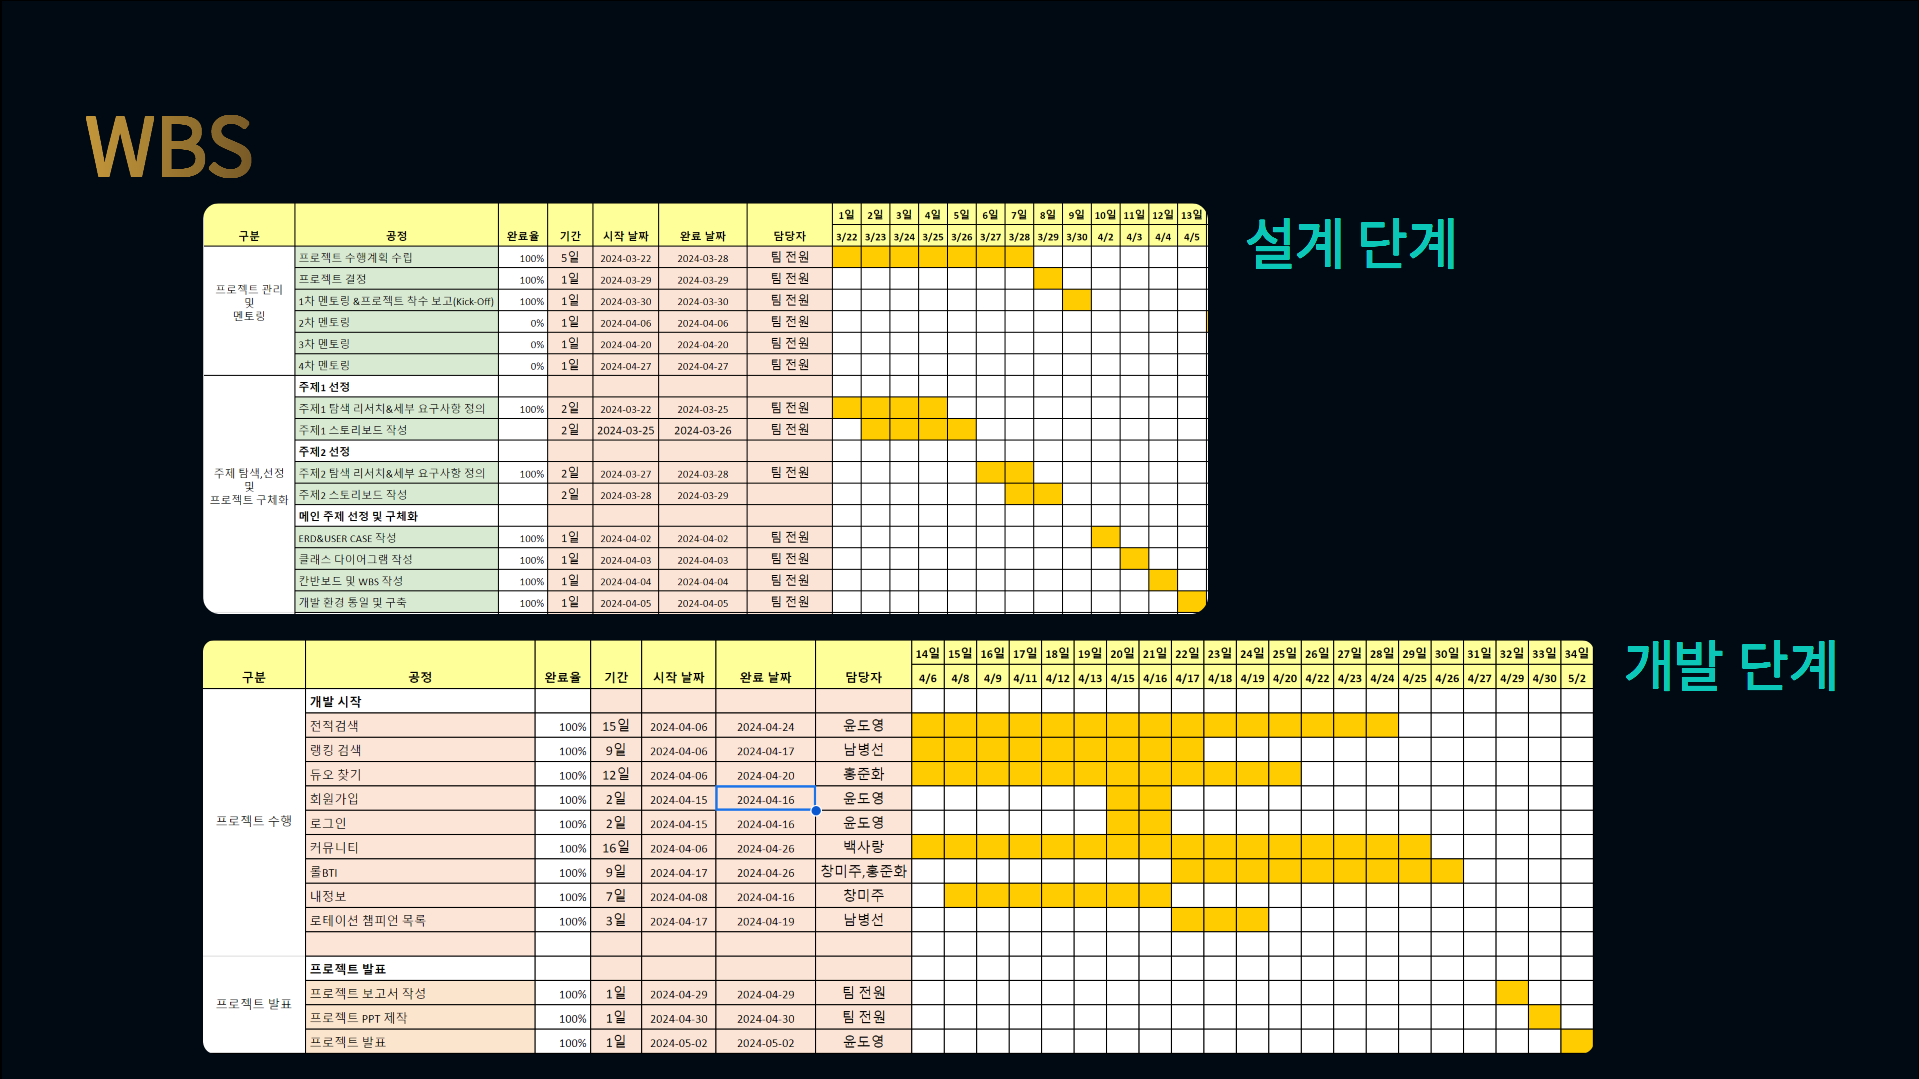 WBS
설계 단계
구분 공정 완료율 기간 시작 날짜 완료 날짜 담당자 1일 2일 3일 4일 5일 6일 7일 8일 9일 10일 11일 12일 13일
3/22 3/23 3/24 3/25 3/26 3/27 3/28 3/29 3/30 4/2 4/3 4/4 4/5
프로젝트 관리
및
멘토링
프로젝트 수행계획 수립 100% 5일 2024-03-22 2024-03-28 팀 전원
프로젝트 결정 100% 1일 2024-03-29 2024-03-29 팀 전원
1차 멘토링 &프로젝트 착수 보고(Kick-Off) 100% 1일 2024-03-30 2024-03-30 팀 전원
2차 멘토링 0% 1일 2024-04-06 2024-04-06 팀 전원
3차 멘토링 0% 1일 2024-04-20 2024-04-20 팀 전원
4차 멘토링 0% 1일 2024-04-27 2024-04-27 팀 전원
주제 탐색,선정
및
프로젝트 구체화
주제1 선정
주제1 탐색 리서치&세부 요구사항 정의 100% 2일 2024-03-22 2024-03-25 팀 전원
주제1 스토리보드 작성 2일 2024-03-25 2024-03-26 팀 전원
주제2 선정
주제2 탐색 리서치&세부 요구사항 정의 100% 2일 2024-03-27 2024-03-28 팀 전원
주제2 스토리보드 작성 2일 2024-03-28 2024-03-29
메인 주제 선정 및 구체화
ERD&USER CASE 작성 100% 1일 2024-04-02 2024-04-02 팀 전원
클래스 다이어그램 작성 100% 1일 2024-04-03 2024-04-03 팀 전원
칸반보드 및 WBS 작성 100% 1일 2024-04-04 2024-04-04 팀 전원
개발 환경 통일 및 구축 100% 1일 2024-04-05 2024-04-05 팀 전원
개발 단계
구분 공정 완료율 기간 시작 날짜 완료 날짜 담당자 14일 15일 16일 17일 18일 19일 20일 21일 22일 23일 24일 25일 26일 27일 28일 29일 30일 31일 32일 33일 34일
4/6 4/8 4/9 4/11 4/12 4/13 4/15 4/16 4/17 4/18 4/19 4/20 4/22 4/23 4/24 4/25 4/26 4/27 4/29 4/30 5/2
프로젝트 수행
개발 시작
전적검색 100% 15일 2024-04-06 2024-04-24 윤도영
랭킹 검색 100% 9일 2024-04-06 2024-04-17 남병선
듀오 찾기 100% 12일 2024-04-06 2024-04-20 홍준화
회원가입 100% 2일 2024-04-15 2024-04-16 윤도영
로그인 100% 2일 2024-04-15 2024-04-16 윤도영
커뮤니티 100% 16일 2024-04-06 2024-04-26 백사랑
롤BTI 100% 9일 2024-04-17 2024-04-26 창미주,홍준화
내정보 100% 7일 2024-04-08 2024-04-16 창미주
로테이션 챔피언 목록 100% 3일 2024-04-17 2024-04-19 남병선
프로젝트 발표
프로젝트 발표
프로젝트 보고서 작성 100% 1일 2024-04-29 2024-04-29 팀 전원
프로젝트 PPT 제작 100% 1일 2024-04-30 2024-04-30 팀 전원
프로젝트 발표 100% 1일 2024-05-02 2024-05-02 윤도영